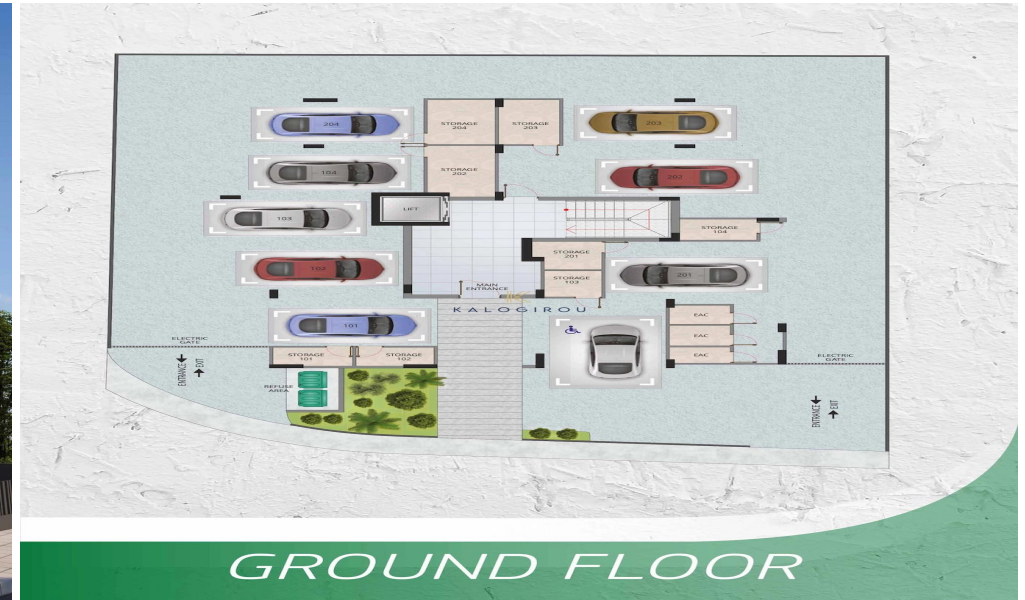 204
STORAGE
204
STORAGE
203
203
104
STORAGE
202
202
LIFT
103
STORAGE
104
STORAGE
201
102
STORAGE
103
201
MAIN
ENTRANCE
KALOGIROU
101
EAC
EAC
EAC
ELECTRIC
GATE
STORAGE
101
STORAGE
102
ELECTRIC
GATE
ENTRANCE
EXIT
REFUSE
AREA
ENTRANCE
EXIT
GROUND FLOOR